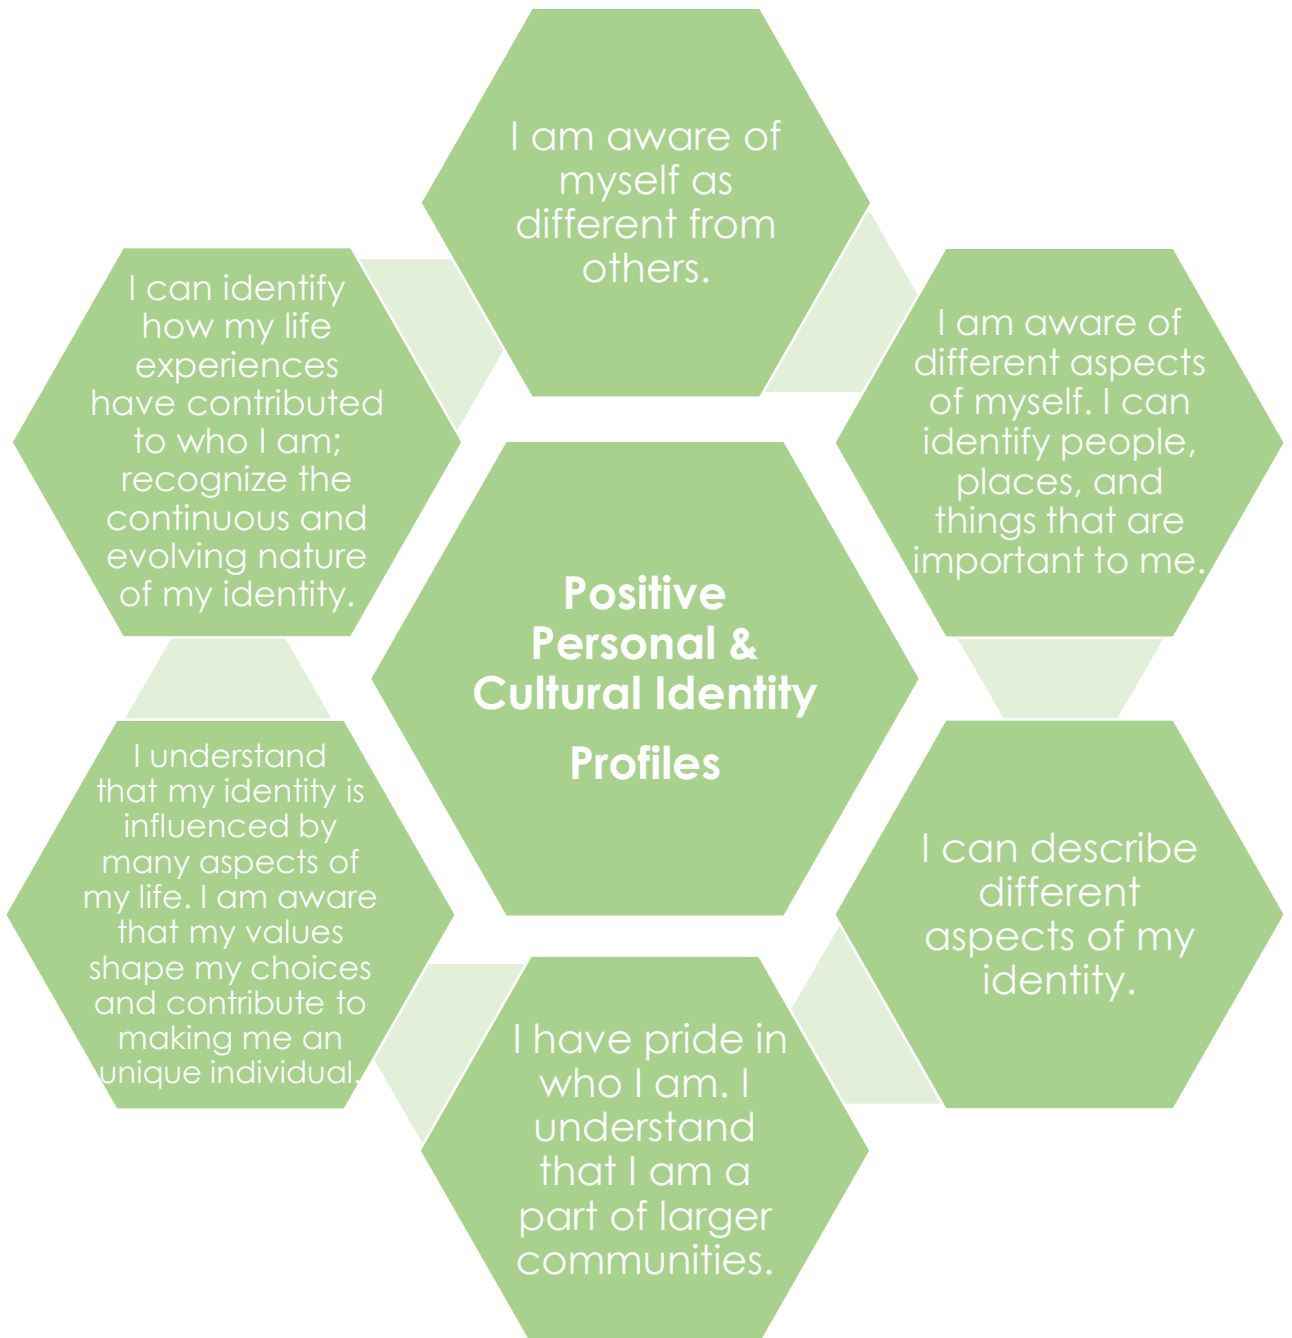 I am aware of
myself as
different from
others.
I am aware of
different aspects
of myself. I can
identify people,
places, and
things that are
important to me.
I can describe
different
aspects of my
identity.
I have pride in
who I am. I
understand
that I am a
part of larger
communities.
I understand
that my identity is
influenced by
many aspects of
my life. I am aware
that my values
shape my choices
and contribute to
making me an
unique individual.
I can identify
how my life
experiences
have contributed
to who I am;
recognize the
continuous and
evolving nature
of my identity.
Positive
Personal &
Cultural Identity
Profiles